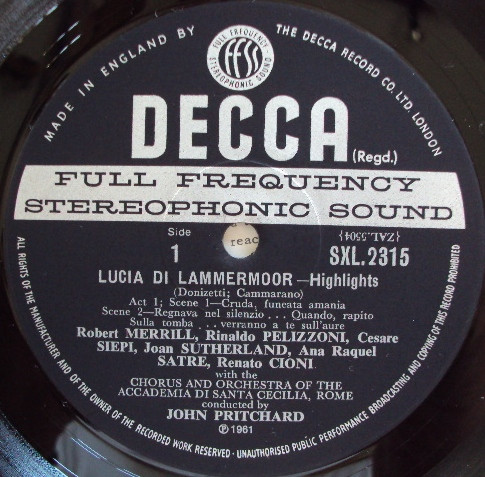 MADE IN ENGLAND BY
THE DECCA RECORD CO. LTD. LONDON
FULL FREQUENCY
ffss
STEREOPHONIC SOUND
DECCA
(Regd.)
FULL FREQUENCY
STEREOPHONIC SOUND
Side
1
reac
{ZAL.5504}
SXL.2315
LUCIA DI LAMMERMOOR—Highlights
(Donizetti; Cammarano)
Act 1; Scene 1—Cruda, funeata amania
Scene 2—Regnava nel silenzio . . . Quando, rapito
Sulla tomba . . . verranno a te sull'aure
Robert MERRILL, Rinaldo PELIZZONI, Cesare
SIEPI, Joan SUTHERLAND, Ana Raquel
SATRE, Renato CIONI
with the
CHORUS AND ORCHESTRA OF THE
ACCADEMIA DI SANTA CECILIA, ROME
conducted by
JOHN PRITCHARD
℗ 1961
ALL RIGHTS OF THE MANUFACTURER AND OF THE OWNER OF THE RECORDED WORK RESERVED · UNAUTHORISED PUBLIC PERFORMANCE BROADCASTING AND COPYING OF THIS RECORD PROHIBITED